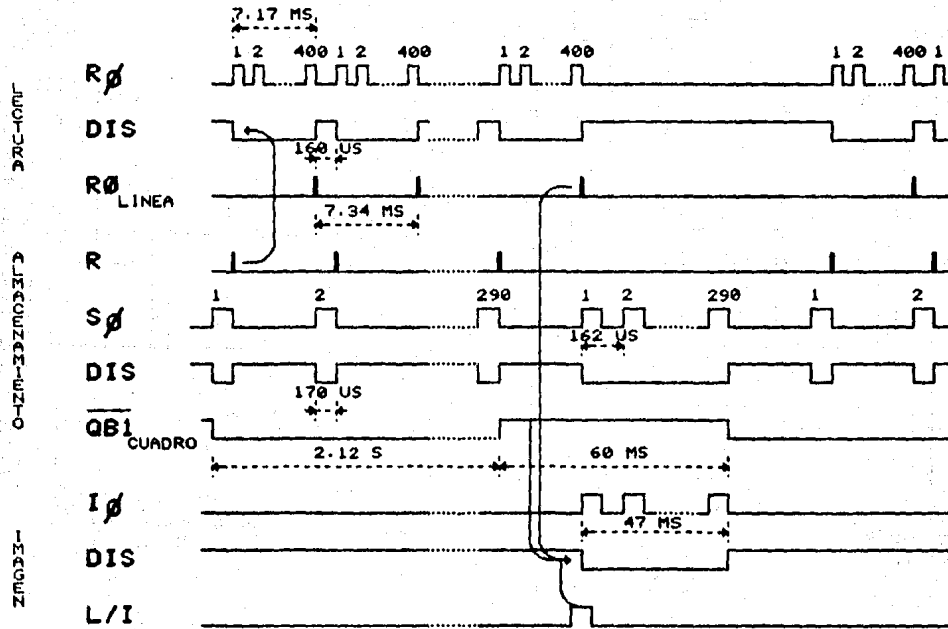 7.17 MS
1 2 400 1 2 400 1 2 400 1 2 400 1
RØ
DIS
160 US
RØ LINEA
7.34 MS
R
1 2 290 1 2 290 1 2
SØ
162 US
DIS
170 US
QB1 CUADRO
2.12 S 60 MS
IØ
47 MS
DIS
L/I
LECTURA
ALMACENAMIENTO
IMAGEN